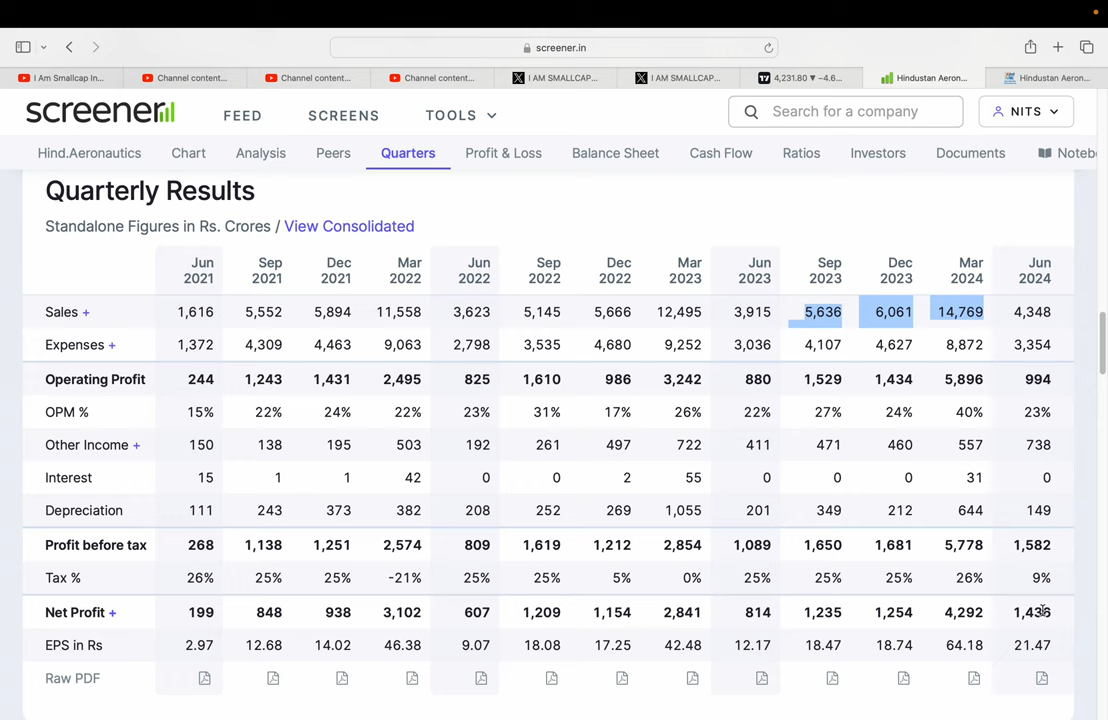 screener.in
I Am Smallcap In...
Channel content...
Channel content...
Channel content...
I AM SMALLCAP...
I AM SMALLCAP...
4,231.80 ▼ −4.6...
Hindustan Aeron...
Hindustan Aeron...
screener
FEED
SCREENS
TOOLS
Search for a company
NITS
Hind.Aeronautics Chart Analysis Peers Quarters Profit & Loss Balance Sheet Cash Flow Ratios Investors Documents Noteb
Quarterly Results
Standalone Figures in Rs. Crores / View Consolidated
Jun Sep Dec Mar Jun Sep Dec Mar Jun Sep Dec Mar Jun
2021 2021 2021 2022 2022 2022 2022 2023 2023 2023 2023 2024 2024
Sales + 1,616 5,552 5,894 11,558 3,623 5,145 5,666 12,495 3,915 5,636 6,061 14,769 4,348
Expenses + 1,372 4,309 4,463 9,063 2,798 3,535 4,680 9,252 3,036 4,107 4,627 8,872 3,354
Operating Profit 244 1,243 1,431 2,495 825 1,610 986 3,242 880 1,529 1,434 5,896 994
OPM % 15% 22% 24% 22% 23% 31% 17% 26% 22% 27% 24% 40% 23%
Other Income + 150 138 195 503 192 261 497 722 411 471 460 557 738
Interest 15 1 1 42 0 0 2 55 0 0 0 31 0
Depreciation 111 243 373 382 208 252 269 1,055 201 349 212 644 149
Profit before tax 268 1,138 1,251 2,574 809 1,619 1,212 2,854 1,089 1,650 1,681 5,778 1,582
Tax % 26% 25% 25% -21% 25% 25% 5% 0% 25% 25% 25% 26% 9%
Net Profit + 199 848 938 3,102 607 1,209 1,154 2,841 814 1,235 1,254 4,292 1,436
EPS in Rs 2.97 12.68 14.02 46.38 9.07 18.08 17.25 42.48 12.17 18.47 18.74 64.18 21.47
Raw PDF